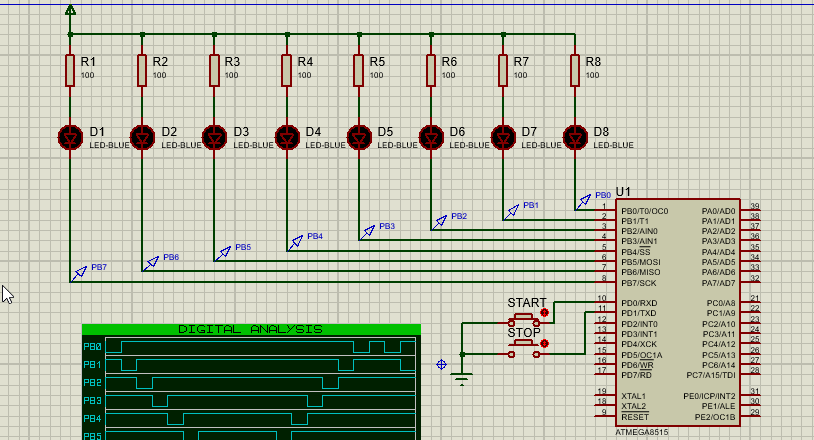 R1 R2 R3 R4 R5 R6 R7 R8
100 100 100 100 100 100 100 100
D1 D2 D3 D4 D5 D6 D7 D8
LED-BLUE LED-BLUE LED-BLUE LED-BLUE LED-BLUE LED-BLUE LED-BLUE LED-BLUE
U1
PB0
PB1
PB2
PB3
PB4
PB5
PB6
PB7
1 PB0/T0/OC0 PA0/AD0 39
2 PB1/T1 PA1/AD1 38
3 PB2/AIN0 PA2/AD2 37
4 PB3/AIN1 PA3/AD3 36
5 PB4/SS PA4/AD4 35
6 PB5/MOSI PA5/AD5 34
7 PB6/MISO PA6/AD6 33
8 PB7/SCK PA7/AD7 32
10 PD0/RXD PC0/A8 21
11 PD1/TXD PC1/A9 22
12 PD2/INT0 PC2/A10 23
13 PD3/INT1 PC3/A11 24
14 PD4/XCK PC4/A12 25
15 PD5/OC1A PC5/A13 26
16 PD6/WR PC6/A14 27
17 PD7/RD PC7/A15/TDI 28
19 XTAL1 PE0/ICP/INT2 31
18 XTAL2 PE1/ALE 30
9 RESET PE2/OC1B 29
ATMEGA8515
START
STOP
DIGITAL ANALYSIS
PB0
PB1
PB2
PB3
PB4
PB5